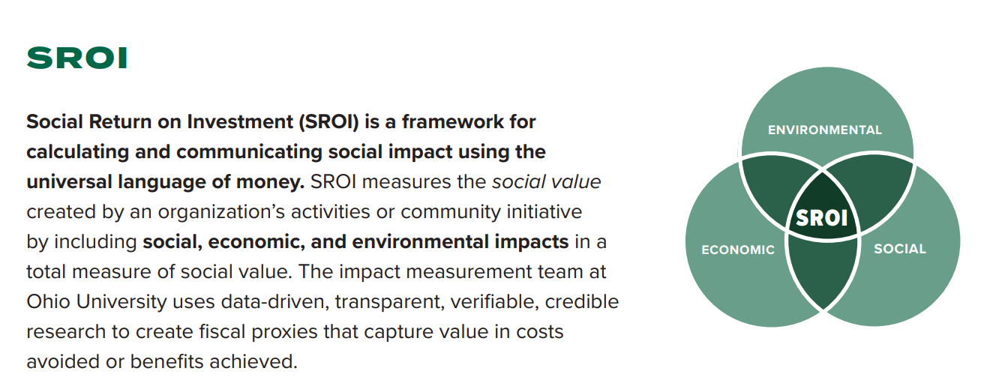 SROI
Social Return on Investment (SROI) is a framework for
calculating and communicating social impact using the
universal language of money. SROI measures the social value
created by an organization’s activities or community initiative
by including social, economic, and environmental impacts in a
total measure of social value. The impact measurement team at
Ohio University uses data-driven, transparent, verifiable, credible
research to create fiscal proxies that capture value in costs
avoided or benefits achieved.
ENVIRONMENTAL
SROI
ECONOMIC
SOCIAL